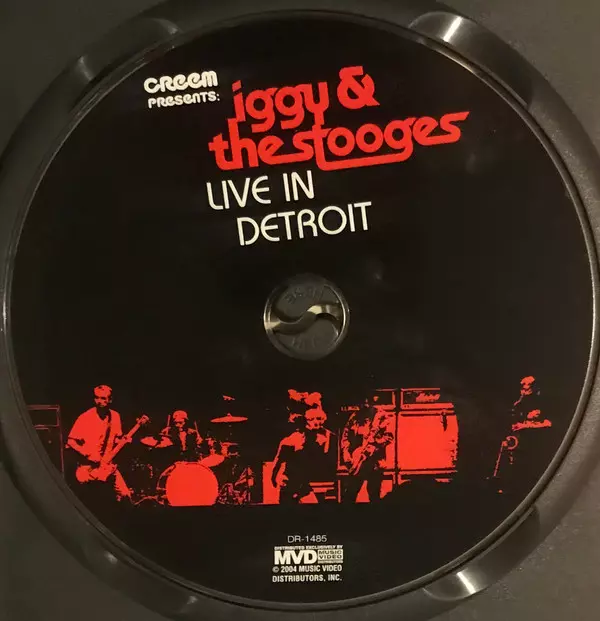 CREEM
PRESENTS:
iggy &
the stooges
LIVE IN
DETROIT
DR-1485
DISTRIBUTED EXCLUSIVELY BY
MVD MUSIC VIDEO DISTRIBUTORS
© 2004 MUSIC VIDEO
DISTRIBUTORS, INC.